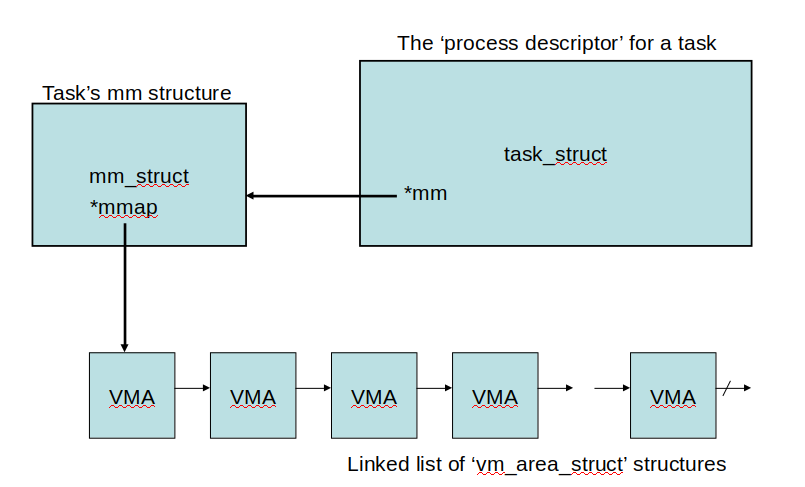 The ‘process descriptor’ for a task
Task’s mm structure
task_struct
mm_struct
*mm
*mmap
VMA
VMA
VMA
VMA
VMA
Linked list of ‘vm_area_struct’ structures